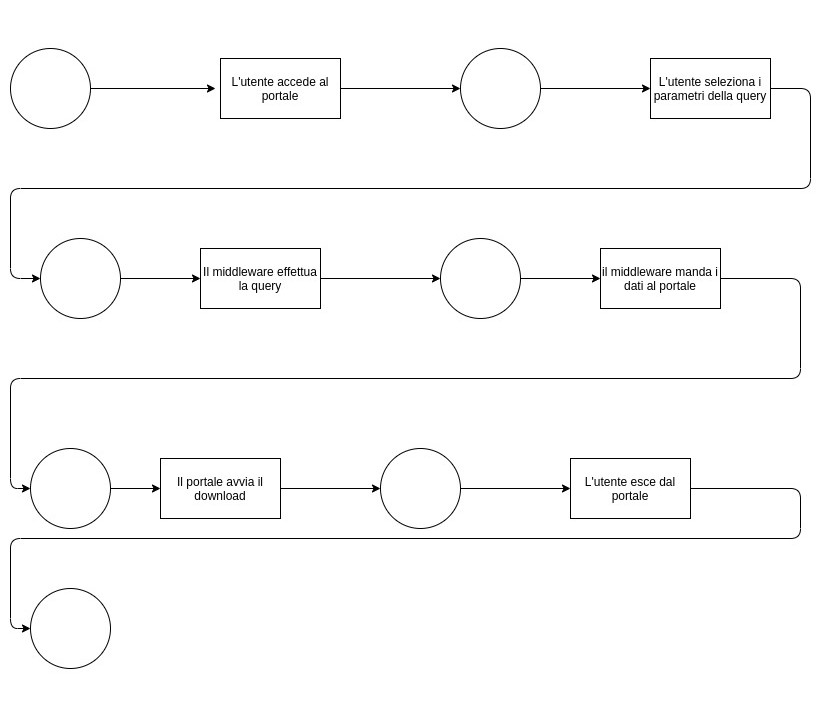 L'utente accede al
portale
L'utente seleziona i
parametri della query
Il middleware effettua
la query
il middleware manda i
dati al portale
Il portale avvia il
download
L'utente esce dal
portale